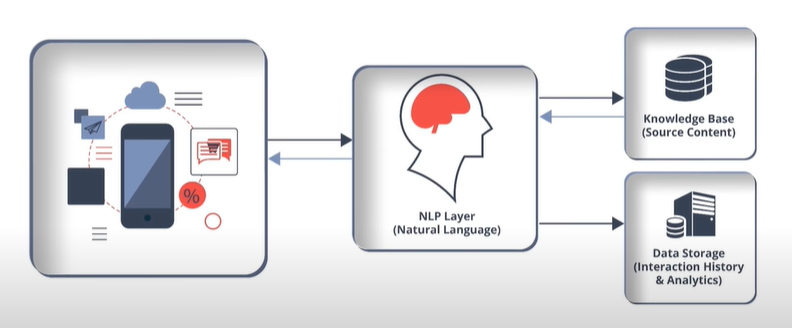 %
NLP Layer
(Natural Language)
Knowledge Base
(Source Content)
Data Storage
(Interaction History
& Analytics)